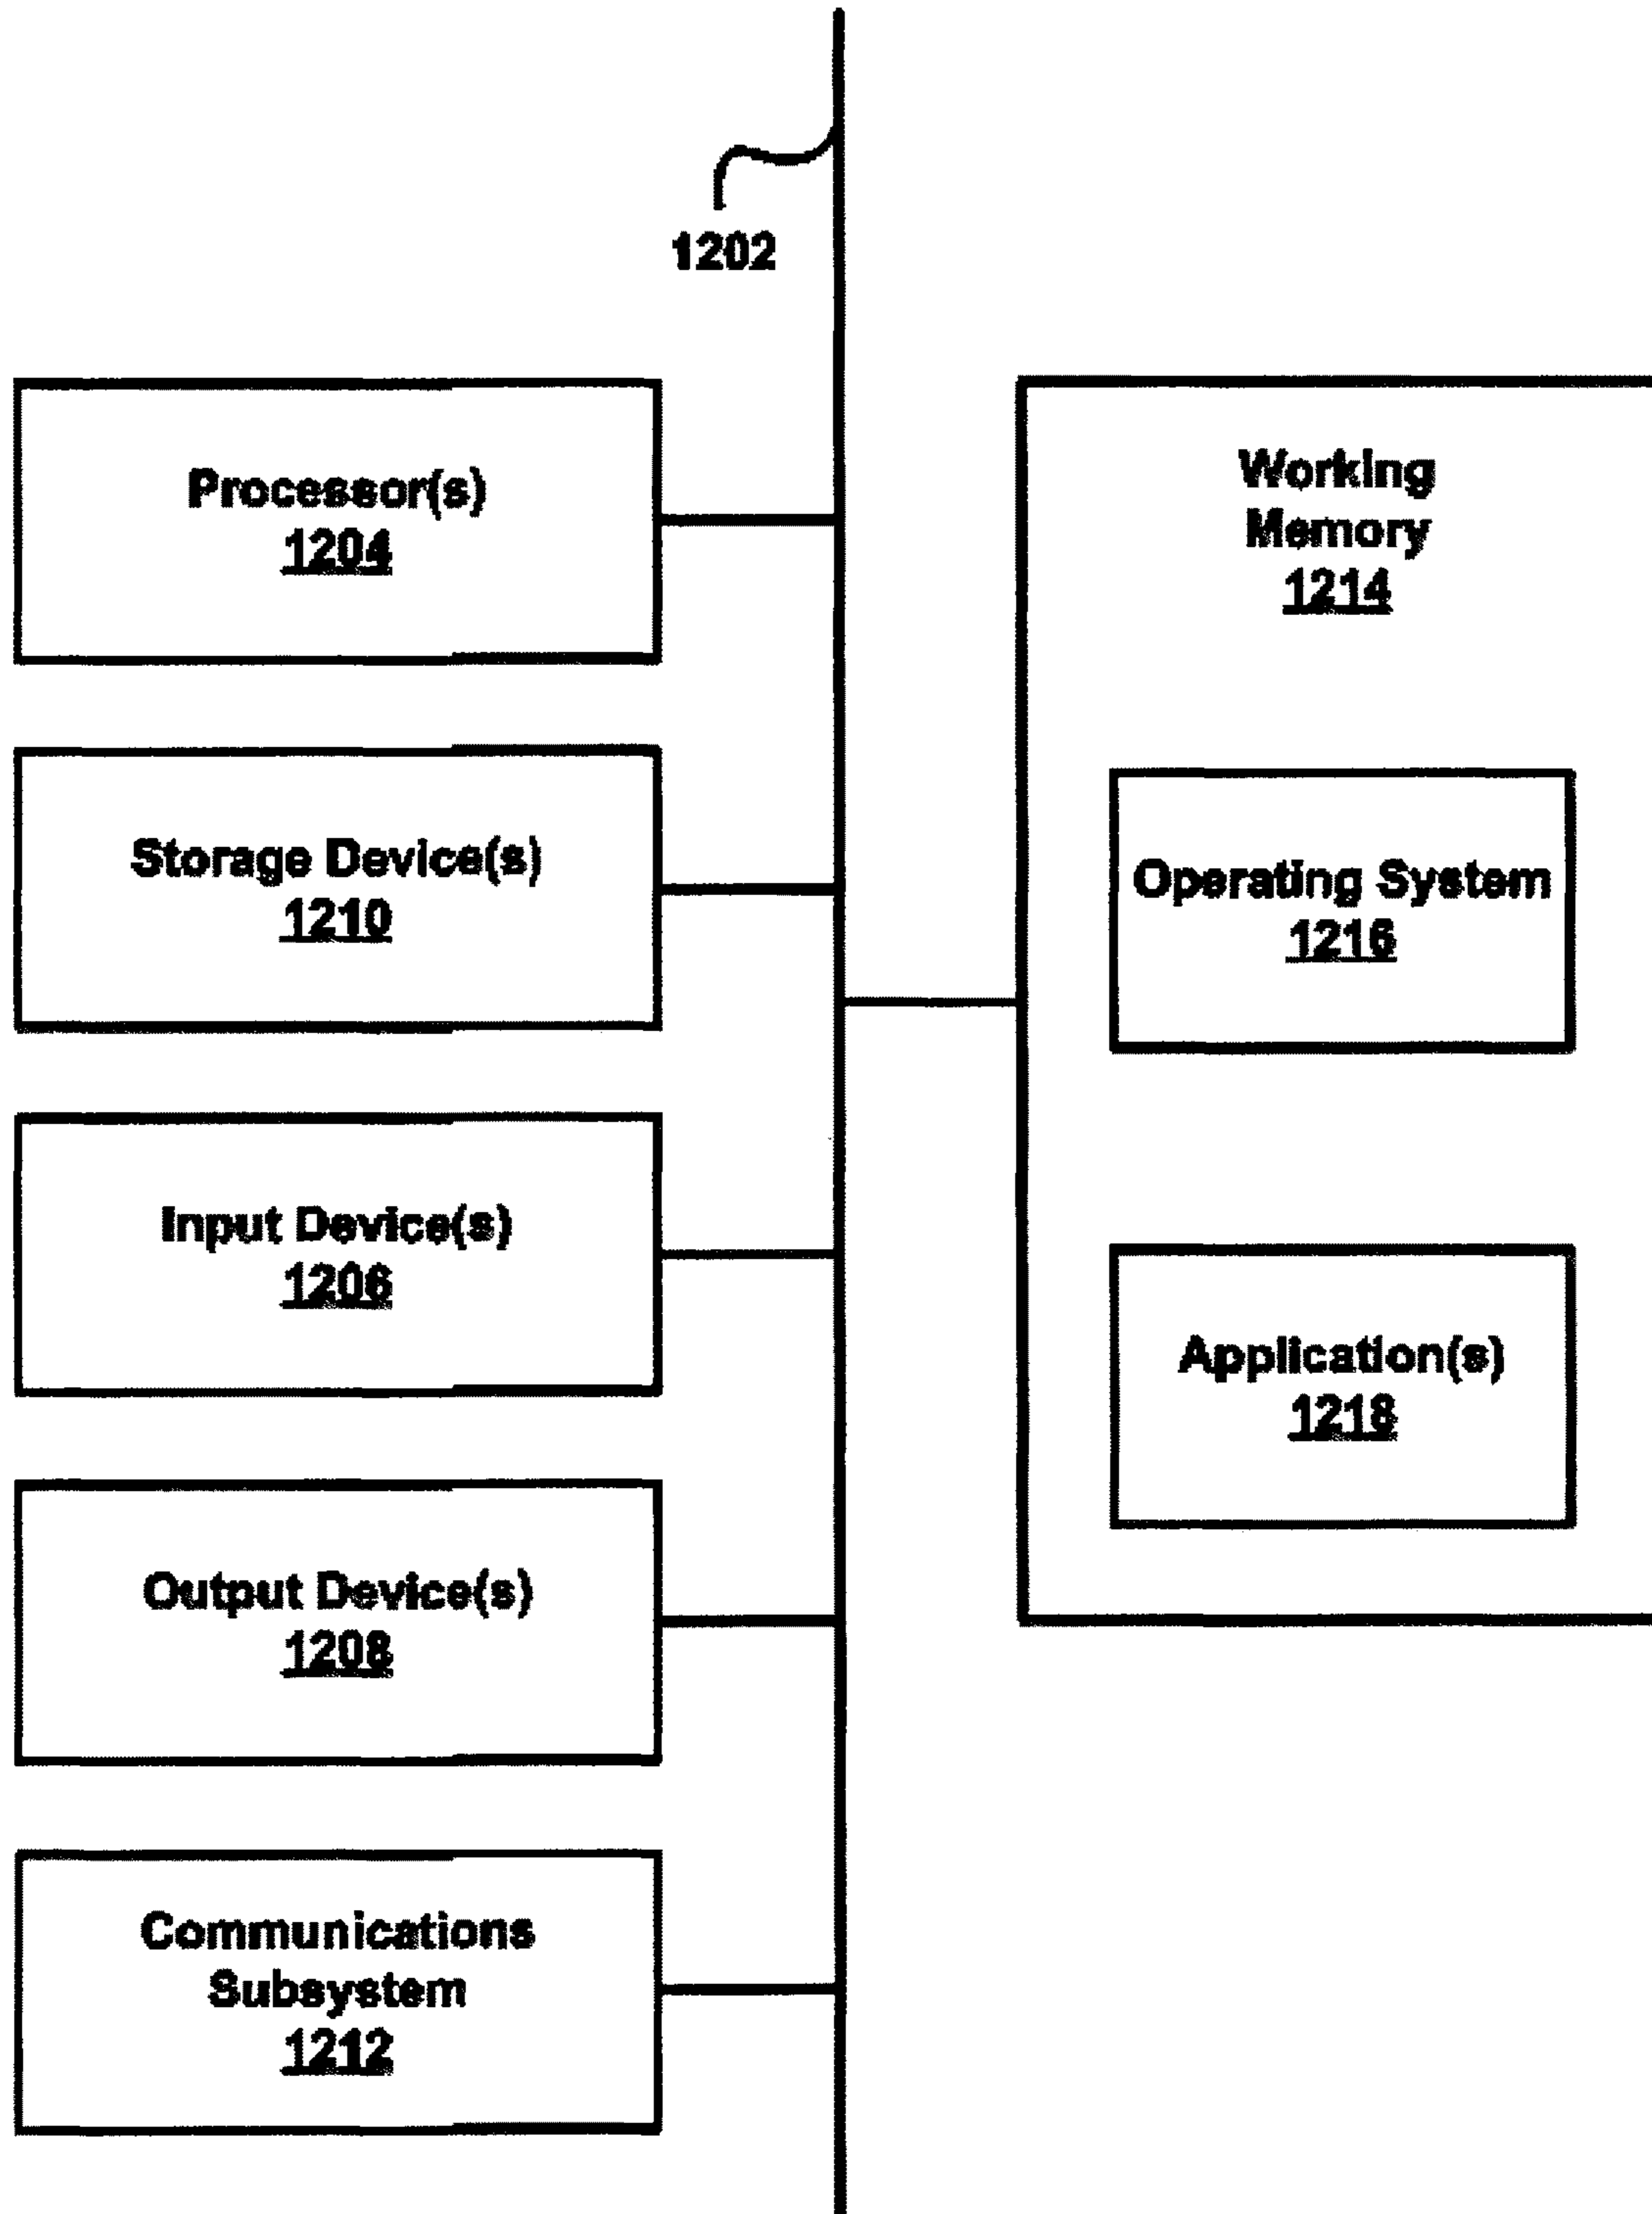 1202
Processor(s)
1204
Storage Device(s)
1210
Input Device(s)
1206
Output Device(s)
1208
Communications
Subsystem
1212
Working
Memory
1214
Operating System
1216
Application(s)
1218